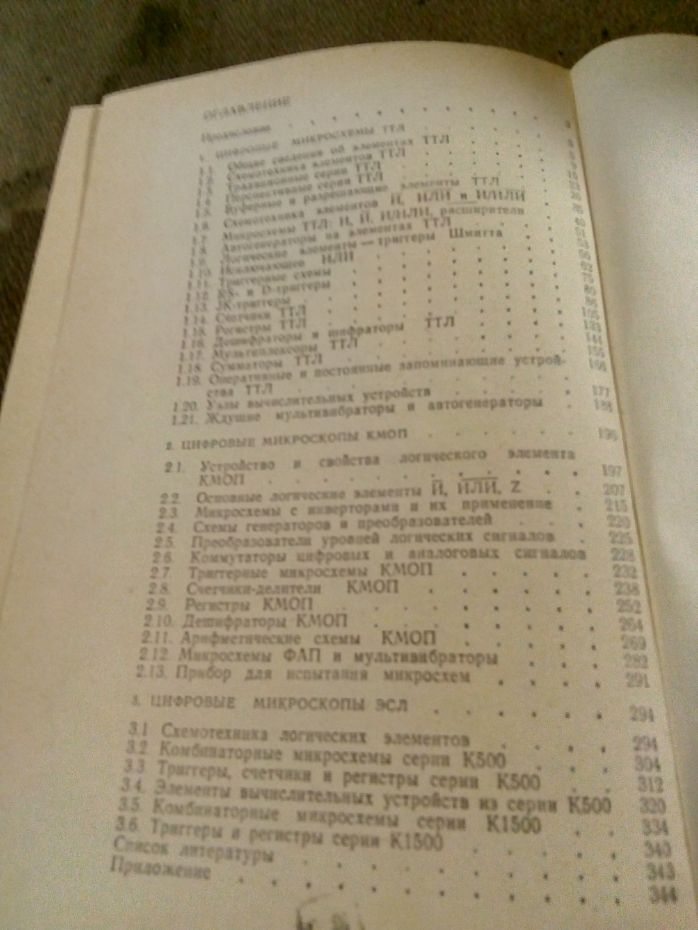 ОГЛАВЛЕНИЕ
Предисловие
1. ЦИФРОВЫЕ МИКРОСХЕМЫ ТТЛ
1.1. Общие сведения об элементах ТТЛ
1.2. Схемотехника элементов ТТЛ
1.3. Традиционные серии ТТЛ
1.4. Перспективные серии ТТЛ
1.5. Буферные и разрешающие элементы ТТЛ
1.6. Схемотехника элементов И, ИЛИ и И/ИЛИ
1.7. Микросхемы ТТЛ: И, И, И/ИЛИ, расширители
1.8. Автогенераторы на элементах ТТЛ
1.9. Логические элементы — триггеры Шмитта
1.10. Исключающее ИЛИ
1.11. Триггерные схемы
1.12. RS- и D-триггеры
1.13. JK-триггеры
1.14. Счетчики ТТЛ
1.15. Регистры ТТЛ
1.16. Дешифраторы и шифраторы ТТЛ
1.17. Мультиплексоры ТТЛ
1.18. Сумматоры ТТЛ
1.19. Оперативные и постоянные запоминающие устрой-
ства ТТЛ
1.20. Узлы вычислительных устройств . 177
1.21. Ждущие мультивибраторы и автогенераторы . 188
2. ЦИФРОВЫЕ МИКРОСКОПЫ КМОП . . . . . 196
2.1. Устройство и свойства логического элемента
КМОП . . . . . . . . . 197
2.2. Основные логические элементы И, ИЛИ, Z . . 207
2.3. Микросхемы с инверторами и их применение . 215
2.4. Схемы генераторов и преобразователей . . 220
2.5. Преобразователи уровней логических сигналов . 225
2.6. Коммутаторы цифровых и аналоговых сигналов 228
2.7. Триггерные микросхемы КМОП . . . . 232
2.8. Счетчики-делители КМОП . . . . 238
2.9. Регистры КМОП . . . . . . 252
2.10. Дешифраторы КМОП . . . . . 264
2.11. Арифметические схемы КМОП . . . . 269
2.12. Микросхемы ФАП и мультивибраторы . . . 282
2.13. Прибор для испытания микросхем . . . . 291
3. ЦИФРОВЫЕ МИКРОСКОПЫ ЭСЛ . . . . . 294
3.1 Схемотехника логических элементов . . . . 294
3.2. Комбинаторные микросхемы серии К500 . . . 304
3.3. Триггеры, счетчики и регистры серии К500 . . 312
3.4. Элементы вычислительных устройств из серии К500 320
3.5. Комбинаторные микросхемы серии К1500 . . 334
3.6. Триггеры и регистры серии К1500 . . . . 340
Список литературы . . . . . . . 343
Приложение . . . . . . . . . 344